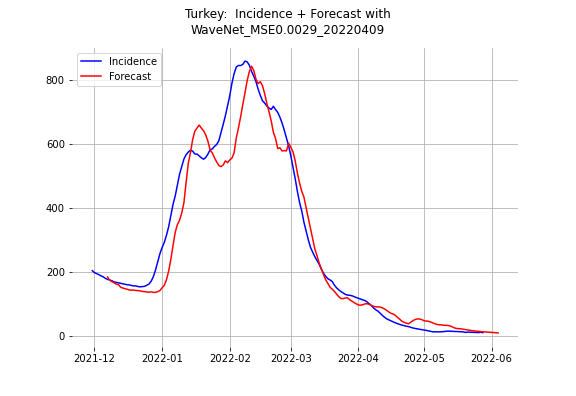 Turkey:  Incidence + Forecast with
WaveNet_MSE0.0029_20220409
Incidence
Forecast
800
600
400
200
0
2021-12 2022-01 2022-02 2022-03 2022-04 2022-05 2022-06